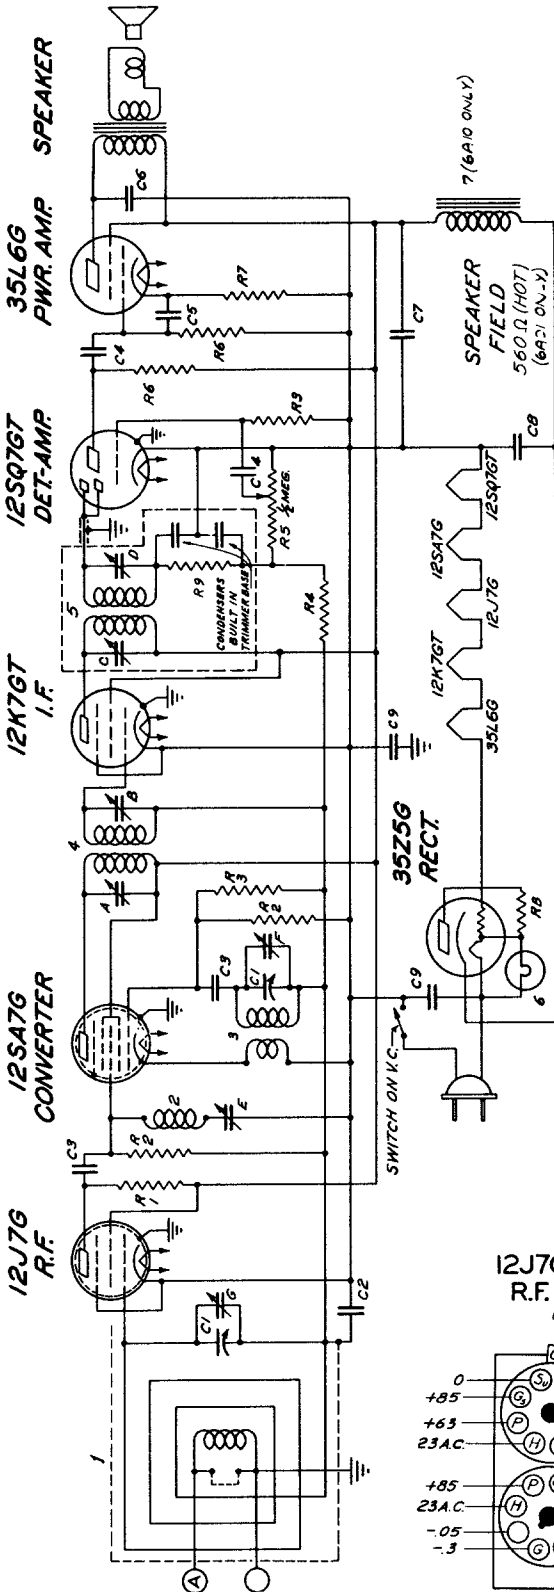 12J7G
R.F.
12SA7G
CONVERTER
12K7GT
I.F.
12SQ7GT
DET.-AMP.
35L6G
PWR. AMP.
SPEAKER
1
A
C1
G
C2
R1
C3
R2
2
E
3
C3
C1
F
R2
R3
4
A
B
5
C
D
R9
CONDENSERS
BUILT IN
TRIMMER BASE
R4
C9
R5
½ MEG.
C4
R3
R6
C4
R6
C5
R7
C6
SWITCH ON V.C.
C9
35Z5G
RECT.
6
R8
35L6G
12K7GT
12J7G
12SA7G
12SQ7GT
C8
C7
SPEAKER
FIELD
560 Ω (HOT)
(6A21 ONLY)
7 (6A10 ONLY)
12J7G
R.F.
0
+85
+63
23 A.C.
SU
G3
P
H
+85
23 A.C.
-.05
-.3
P
H
G